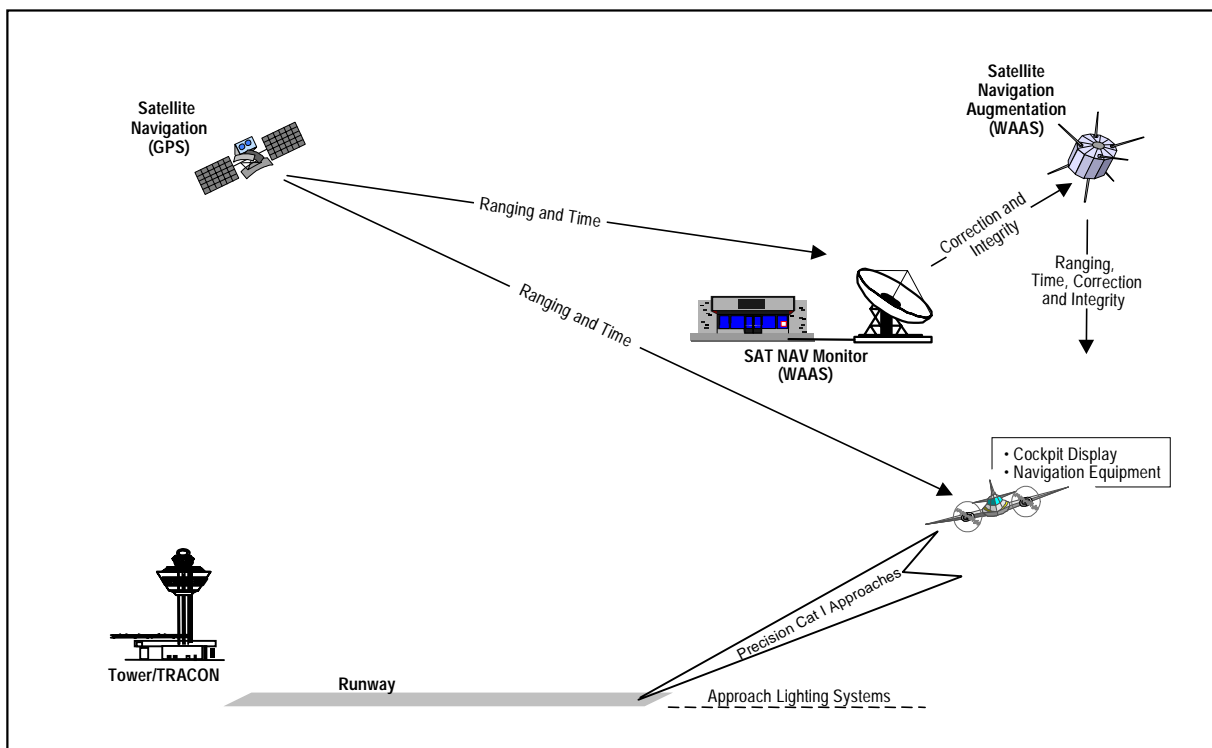 Satellite
Navigation
(GPS)
Satellite
Navigation
Augmentation
(WAAS)
Ranging and Time
Correction and
Integrity
Ranging and Time
Ranging,
Time, Correction
and Integrity
SAT NAV Monitor
(WAAS)
• Cockpit Display
• Navigation Equipment
Precision Cat I Approaches
Tower/TRACON
Runway
Approach Lighting Systems